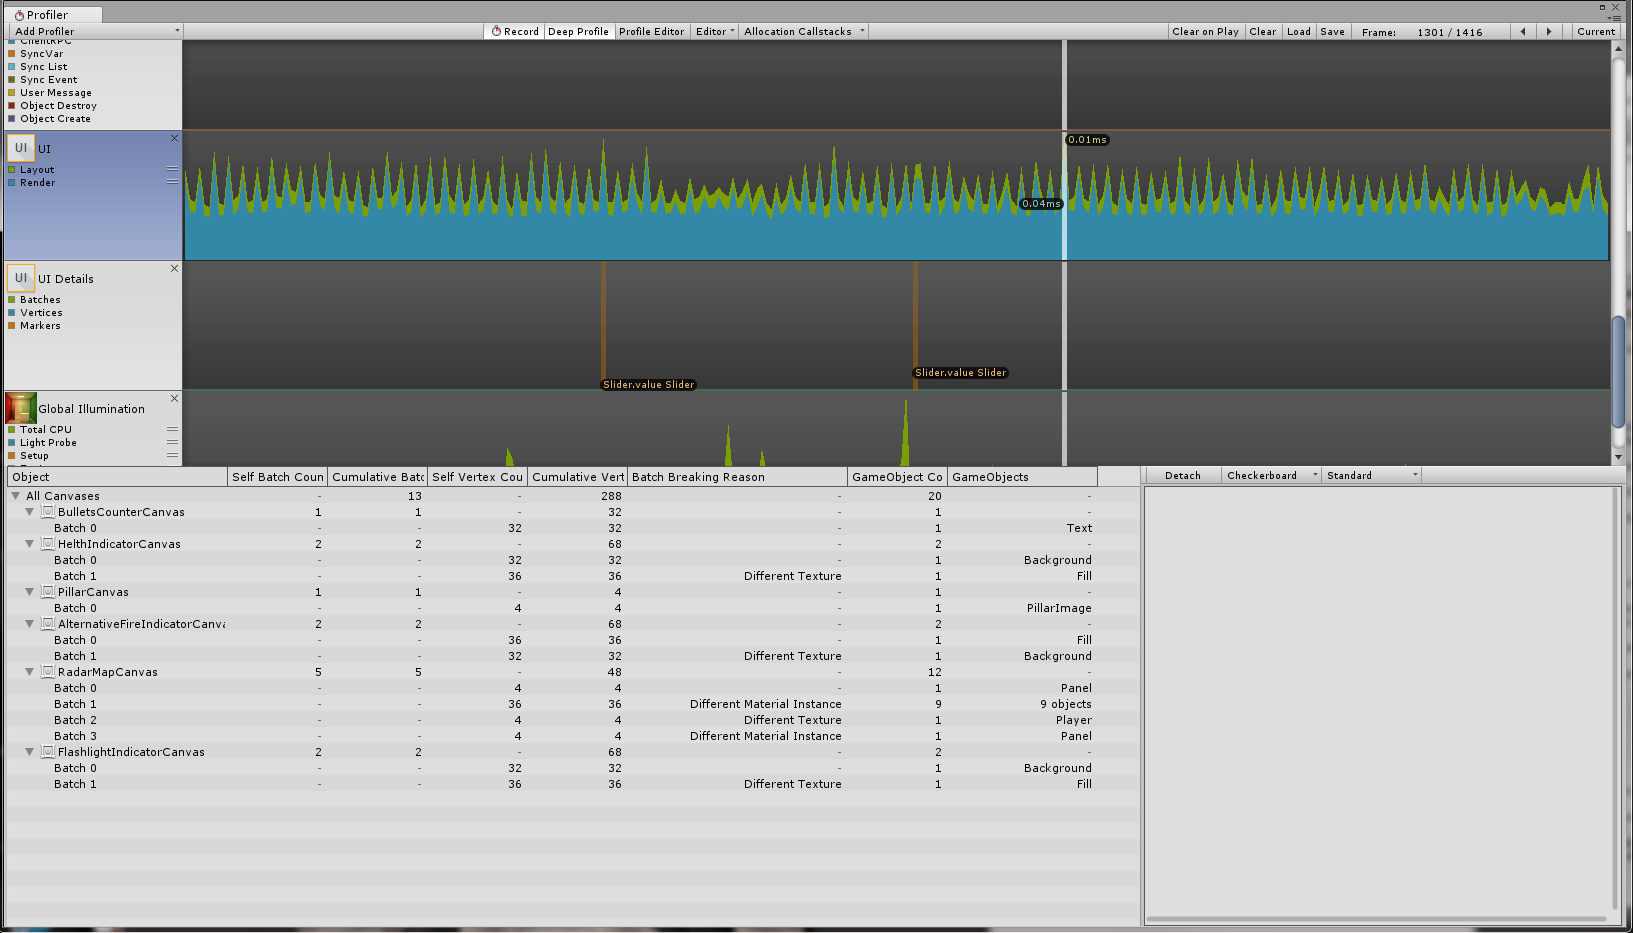 Profiler
Add Profiler Record Deep Profile Profile Editor Editor Allocation Callstacks Clear on Play Clear Load Save Frame: 1301 / 1416 Current
ClientRPC
SyncVar
Sync List
Sync Event
User Message
Object Destroy
Object Create
UI UI
Layout
Render
0.01ms
0.04ms
UI UI Details
Batches
Vertices
Markers
Slider.value Slider
Slider.value Slider
Global Illumination
Total CPU
Light Probe
Setup
Object Self Batch Coun Cumulative Batc Self Vertex Cou Cumulative Vert Batch Breaking Reason GameObject Co GameObjects Detach Checkerboard Standard
All Canvases - 13 - 288 - 20 -
BulletsCounterCanvas 1 1 - 32 - 1 -
Batch 0 - - 32 32 - 1 Text
HelthIndicatorCanvas 2 2 - 68 - 2 -
Batch 0 - - 32 32 - 1 Background
Batch 1 - - 36 36 Different Texture 1 Fill
PillarCanvas 1 1 - 4 - 1 -
Batch 0 - - 4 4 - 1 PillarImage
AlternativeFireIndicatorCanva 2 2 - 68 - 2 -
Batch 0 - - 36 36 - 1 Fill
Batch 1 - - 32 32 Different Texture 1 Background
RadarMapCanvas 5 5 - 48 - 12 -
Batch 0 - - 4 4 - 1 Panel
Batch 1 - - 36 36 Different Material Instance 9 9 objects
Batch 2 - - 4 4 Different Texture 1 Player
Batch 3 - - 4 4 Different Material Instance 1 Panel
FlashlightIndicatorCanvas 2 2 - 68 - 2 -
Batch 0 - - 32 32 - 1 Background
Batch 1 - - 36 36 Different Texture 1 Fill